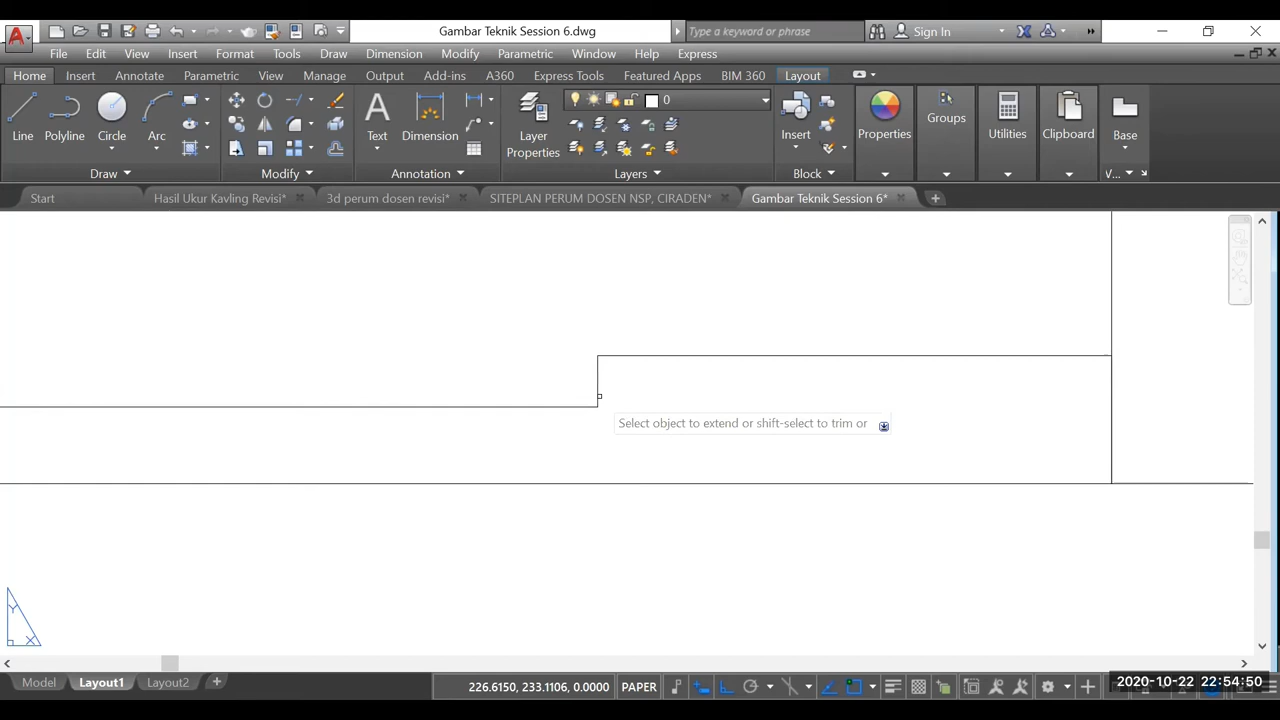 Gambar Teknik Session 6.dwg
Type a keyword or phrase
Sign In
File Edit View Insert Format Tools Draw Dimension Modify Parametric Window Help Express
Home Insert Annotate Parametric View Manage Output Add-ins A360 Express Tools Featured Apps BIM 360 Layout
0
Line Polyline Circle Arc Text Dimension Layer Properties Insert Properties Groups Utilities Clipboard Base
Draw Modify Annotation Layers Block V...
Start Hasil Ukur Kavling Revisi* 3d perum dosen revisi* SITEPLAN PERUM DOSEN NSP, CIRADEN* Gambar Teknik Session 6*
Select object to extend or shift-select to trim or
Y
X
Model Layout1 Layout2
226.6150, 233.1106, 0.0000 PAPER
2020-10-22 22:54:50